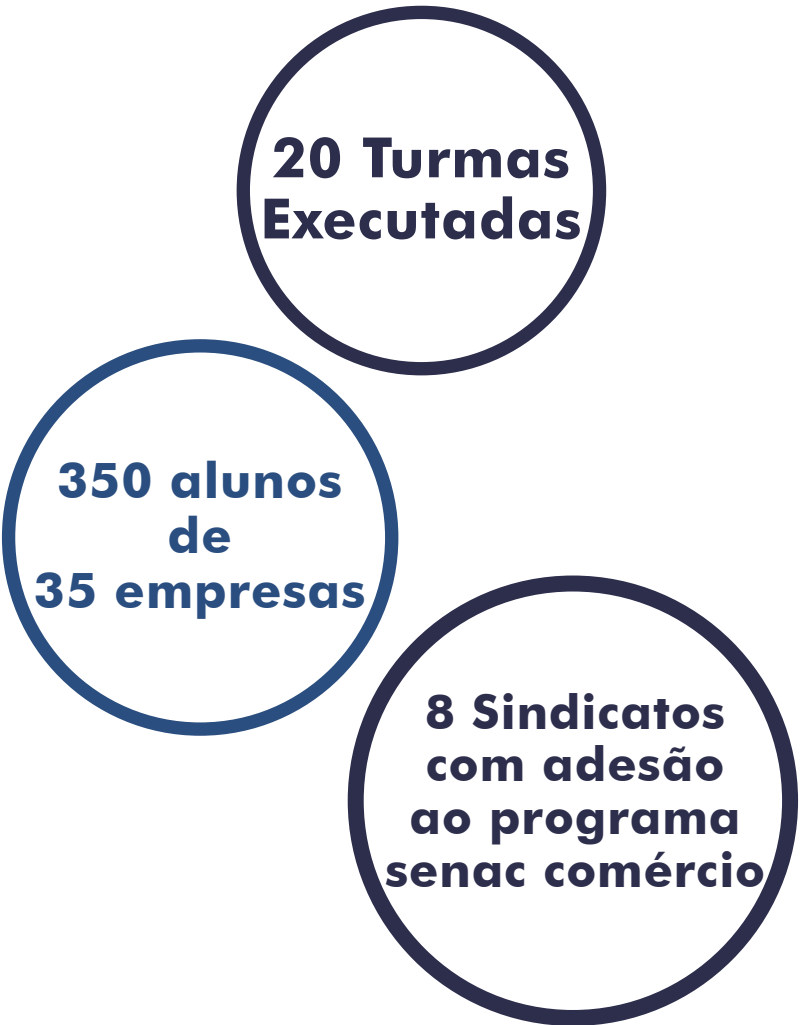 20 Turmas
Executadas
350 alunos
de
35 empresas
8 Sindicatos
com adesão
ao programa
senac comércio